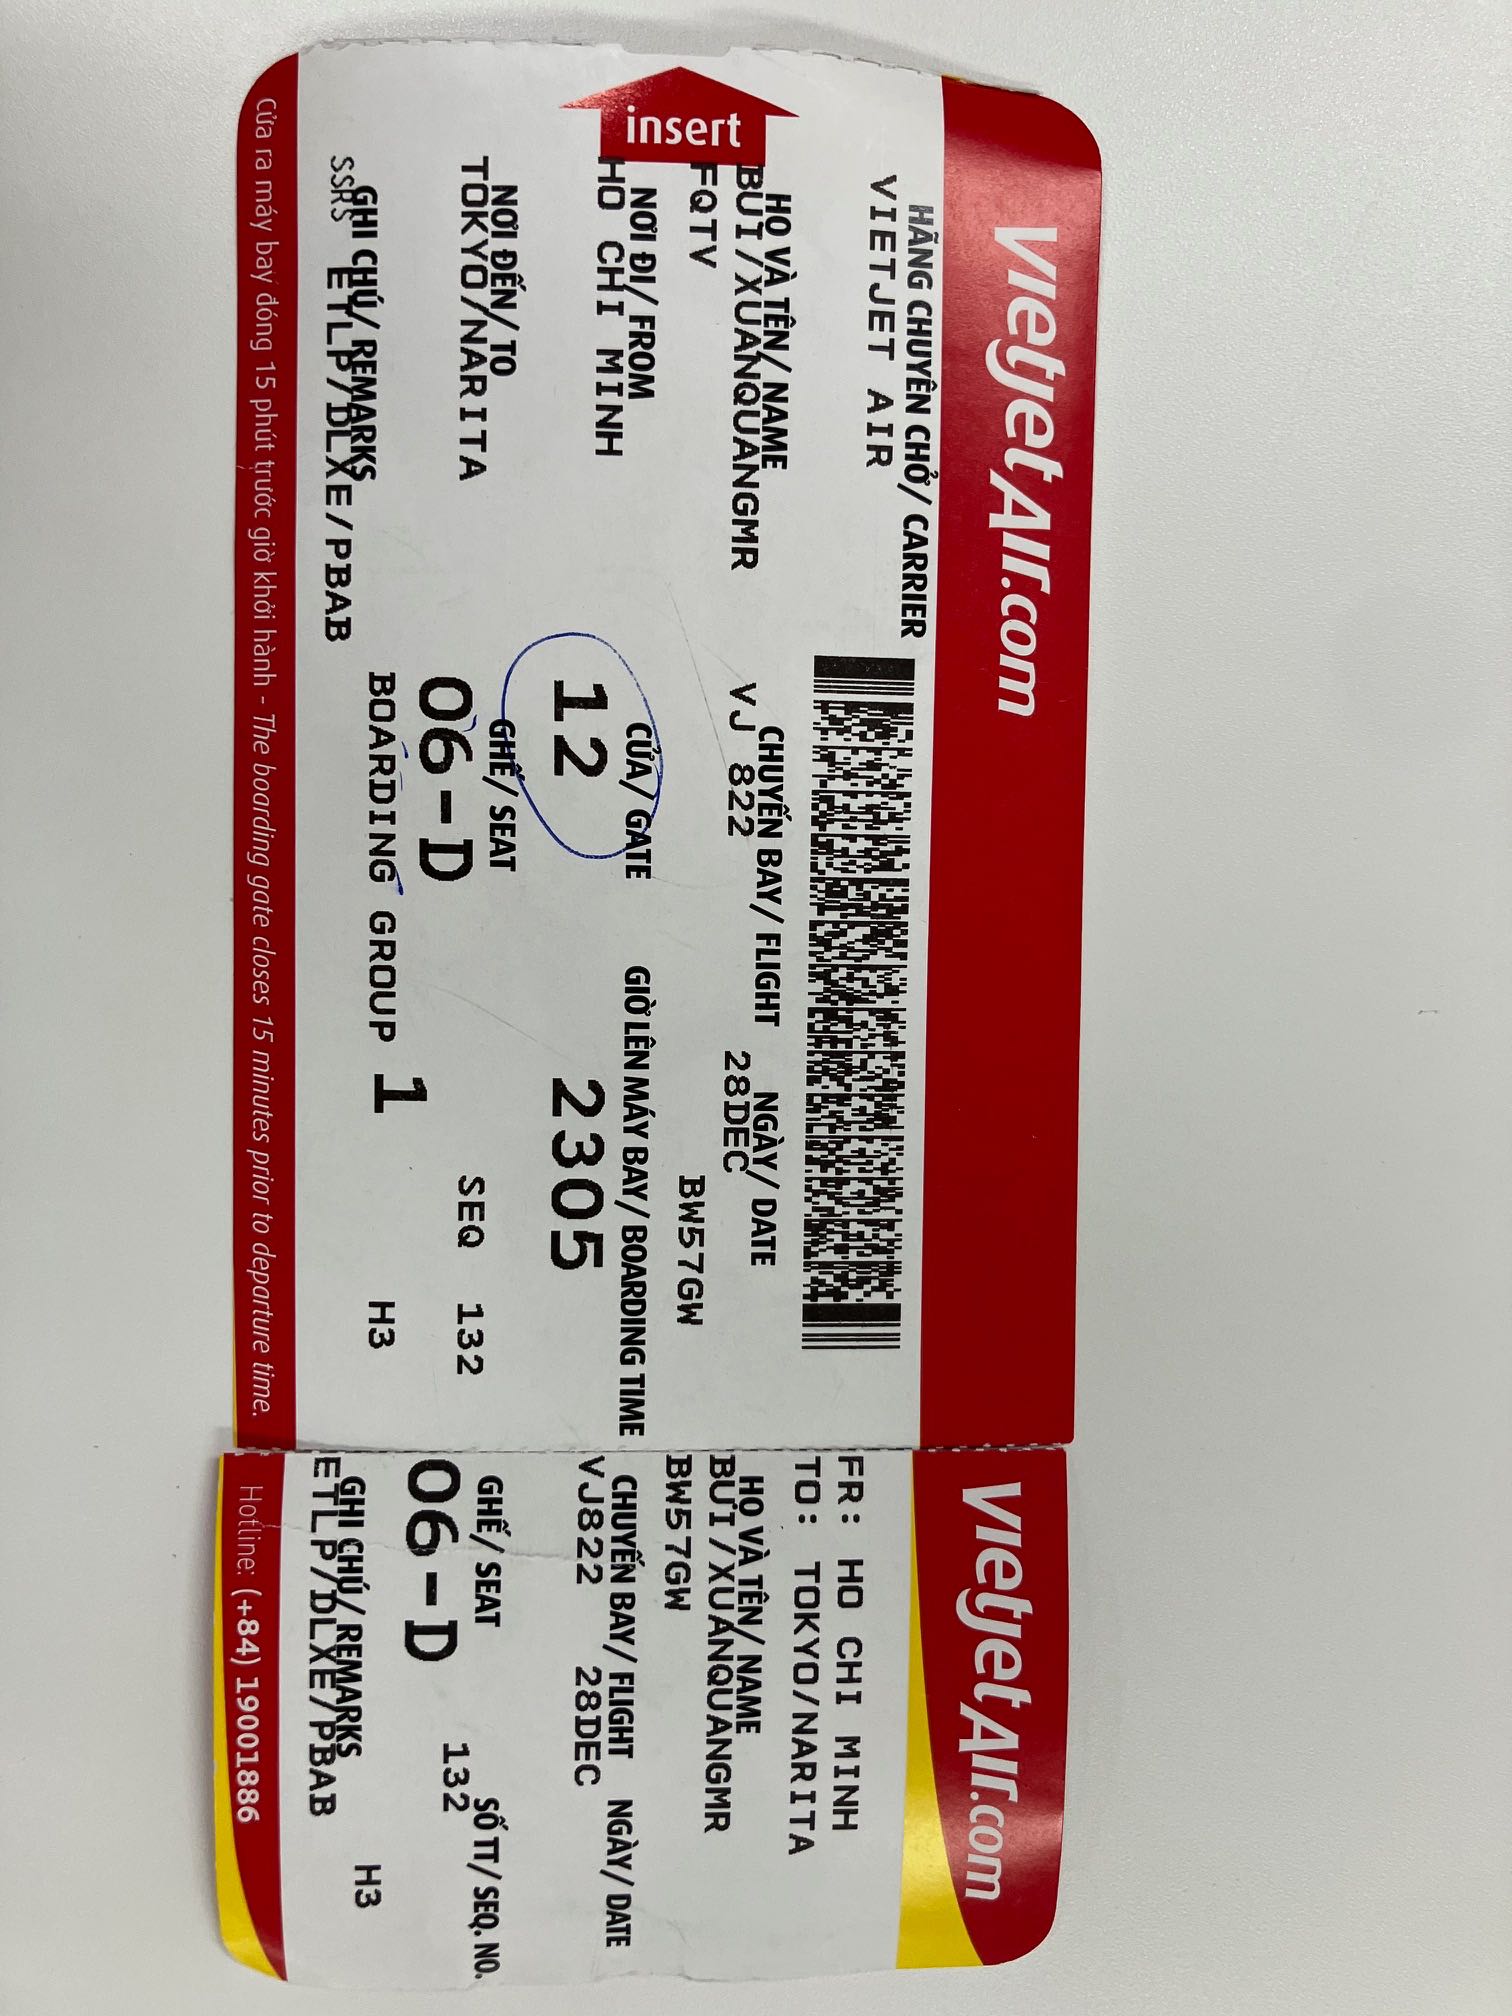 vietjetAir.com
HÃNG CHUYÊN CHỞ/ CARRIER
VIETJET AIR
HỌ VÀ TÊN/ NAME
BUI/XUANQUANGMR
FQTV
CHUYẾN BAY/ FLIGHT
VJ 822
NGÀY/ DATE
28DEC
BW57GW
insert
NƠI ĐI/ FROM
HO CHI MINH
CỬA/ GATE
12
GIỜ LÊN MÁY BAY/ BOARDING TIME
2305
NƠI ĐẾN/ TO
TOKYO/NARITA
GHẾ/ SEAT
06-D
SEQ 132
GHI CHÚ/ REMARKS
SSRS ETLP/DLXE/PBAB
BOARDING GROUP 1
H3
Cửa ra máy bay đóng 15 phút trước giờ khởi hành - The boarding gate closes 15 minutes prior to departure time.
vietjetAir.com
FR: HO CHI MINH
TO: TOKYO/NARITA
HỌ VÀ TÊN/ NAME
BUI/XUANQUANGMR
BW57GW
CHUYẾN BAY/ FLIGHT NGÀY/ DATE
VJ822 28DEC
GHẾ/ SEAT
06-D
SỐ TT/ SEQ. NO.
132
GHI CHÚ/ REMARKS
ETLP/DLXE/PBAB
H3
Hotline: (+84) 19001886